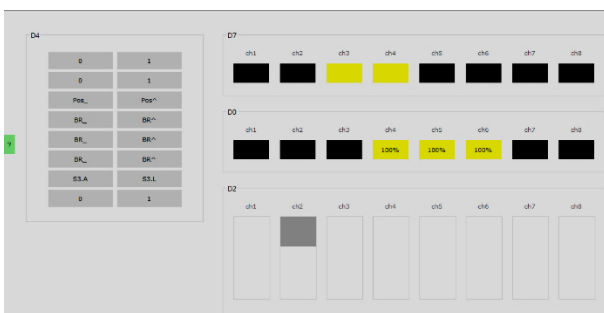 D4
0 1
0 1
Pos_ Pos^
BR_ BR^
BR_ BR^
BR_ BR^
S3.A S3.L
0 1
?
D7
ch1 ch2 ch3 ch4 ch5 ch6 ch7 ch8
D0
ch1 ch2 ch3 ch4 ch5 ch6 ch7 ch8
100% 100% 100%
D2
ch1 ch2 ch3 ch4 ch5 ch6 ch7 ch8